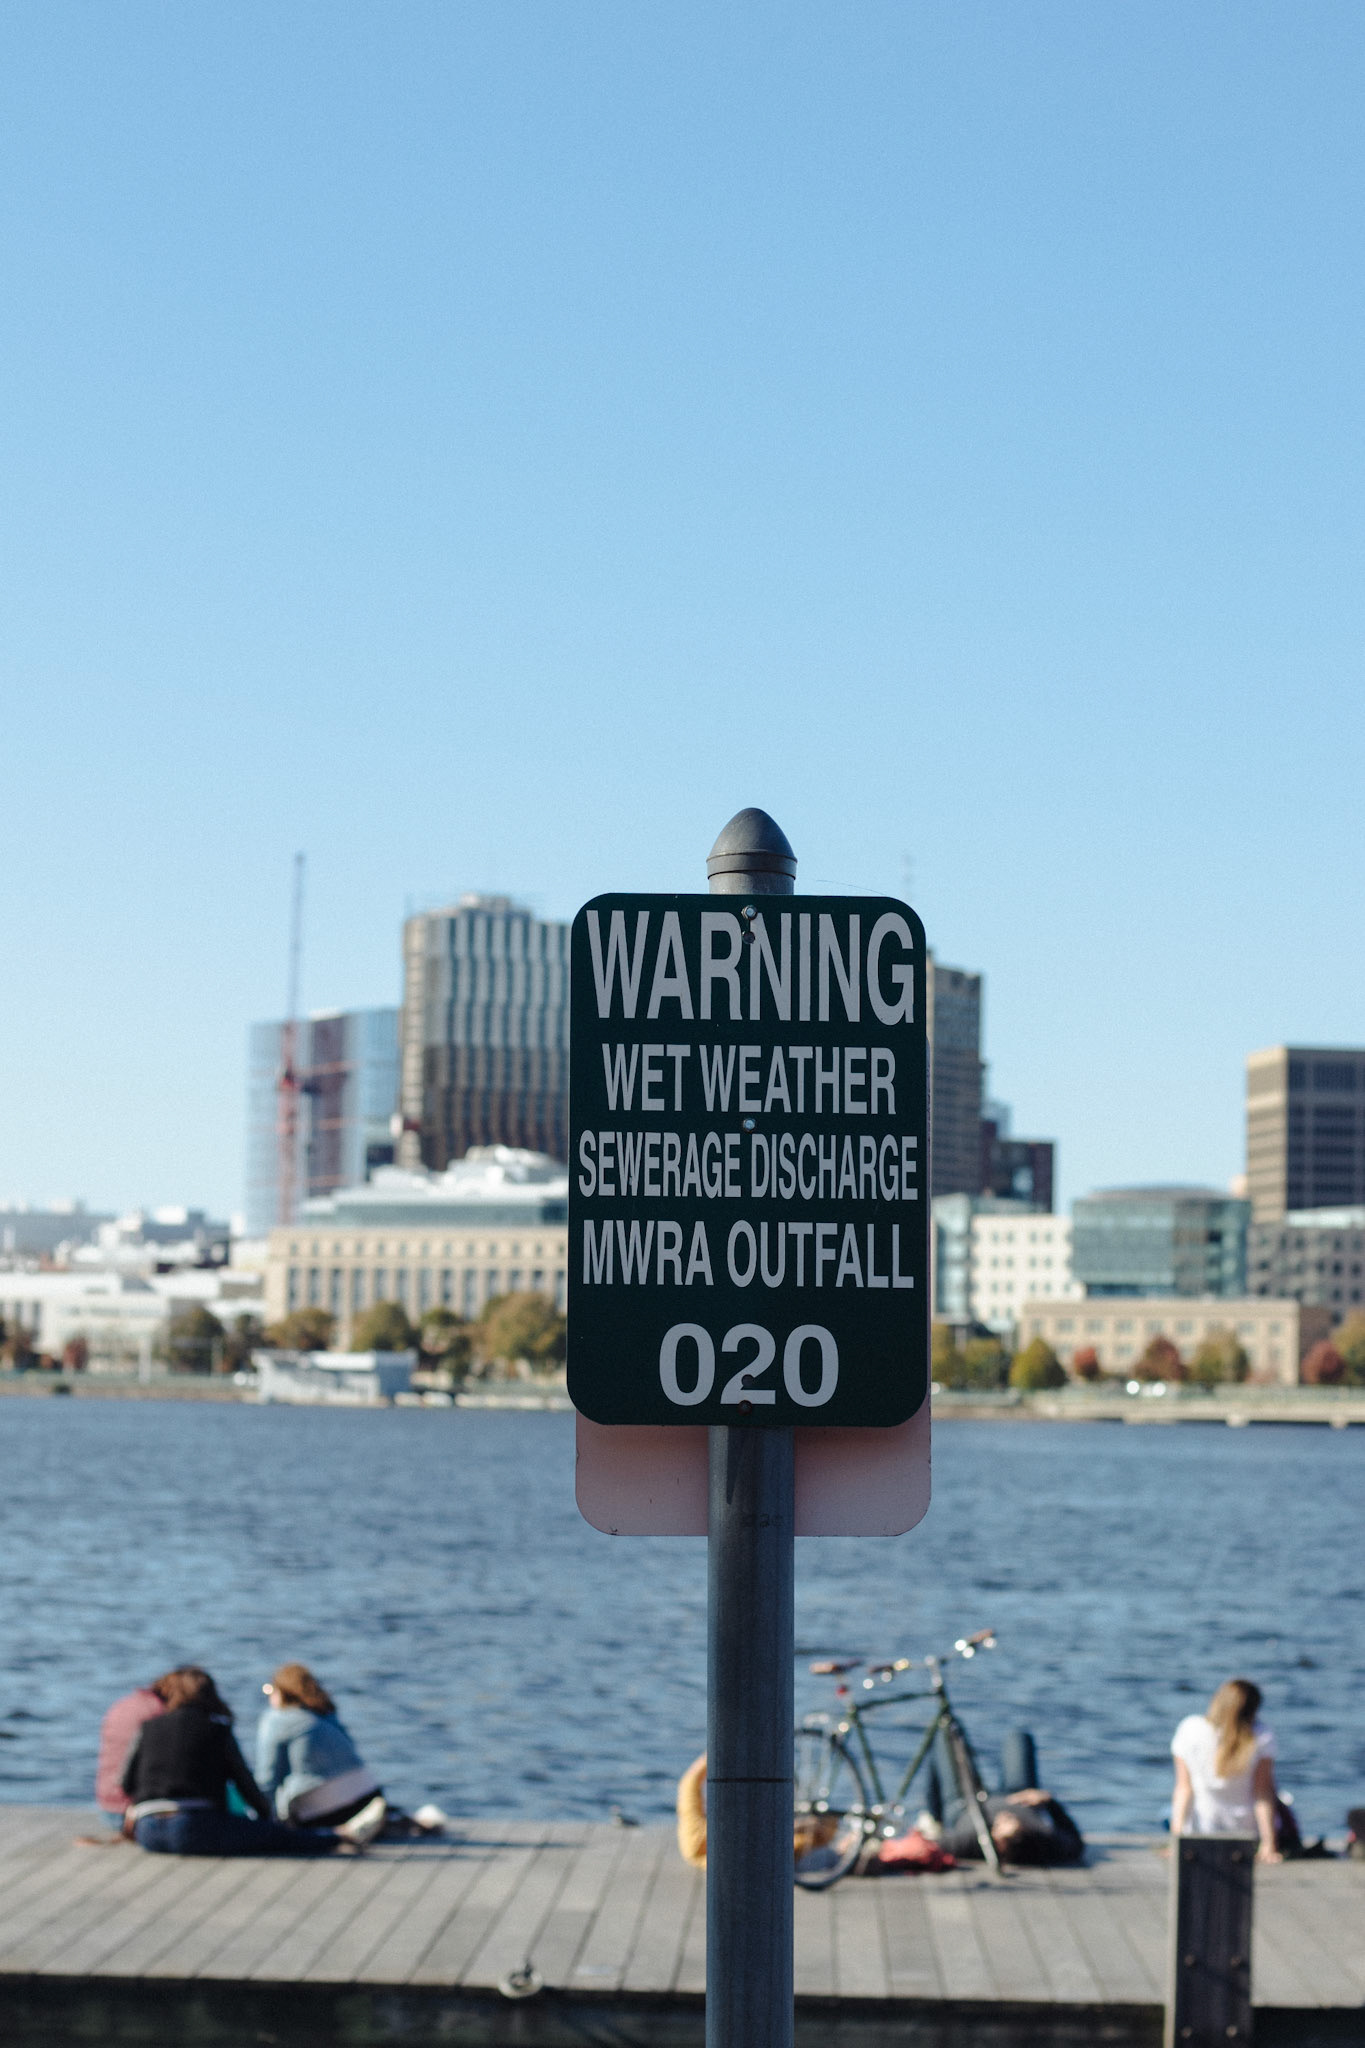 WARNING
WET WEATHER
SEWERAGE DISCHARGE
MWRA OUTFALL
020